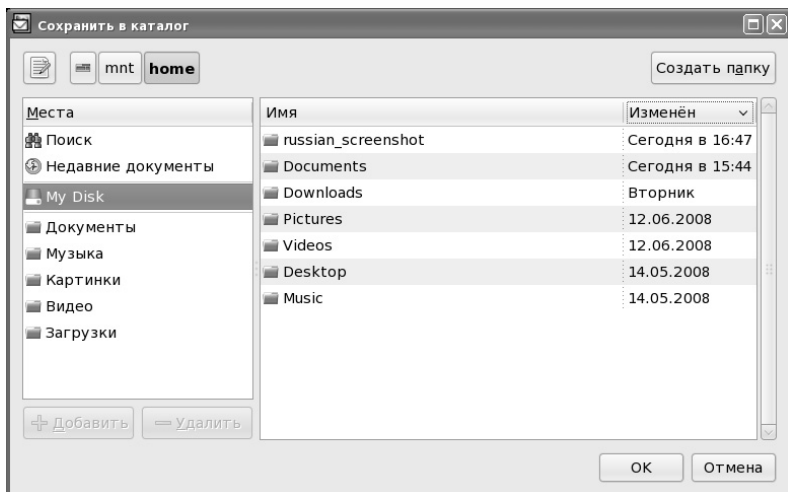 Сохранить в каталог
mnt home Создать папку
Места
Поиск
Недавние документы
My Disk
Документы
Музыка
Картинки
Видео
Загрузки
Добавить Удалить
Имя Изменён
russian_screenshot Сегодня в 16:47
Documents Сегодня в 15:44
Downloads Вторник
Pictures 12.06.2008
Videos 12.06.2008
Desktop 14.05.2008
Music 14.05.2008
OK Отмена